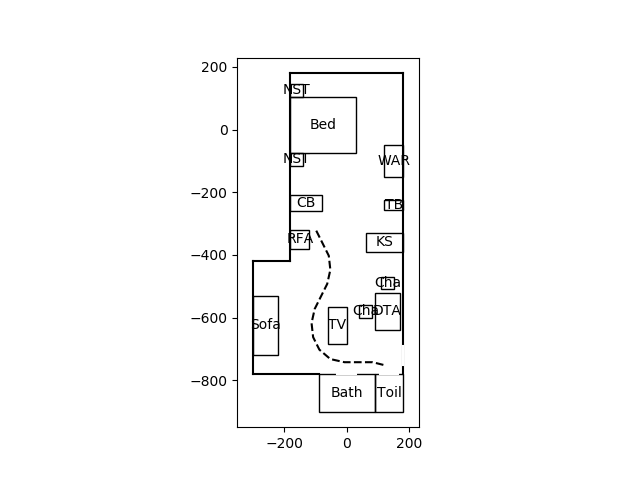 200
0
−200
−400
−600
−800
−200
0
200
NST
Bed
NST
WAR
CB
TB
RFA
KS
Cha
Cha
DTA
Sofa
TV
Bath
Toil